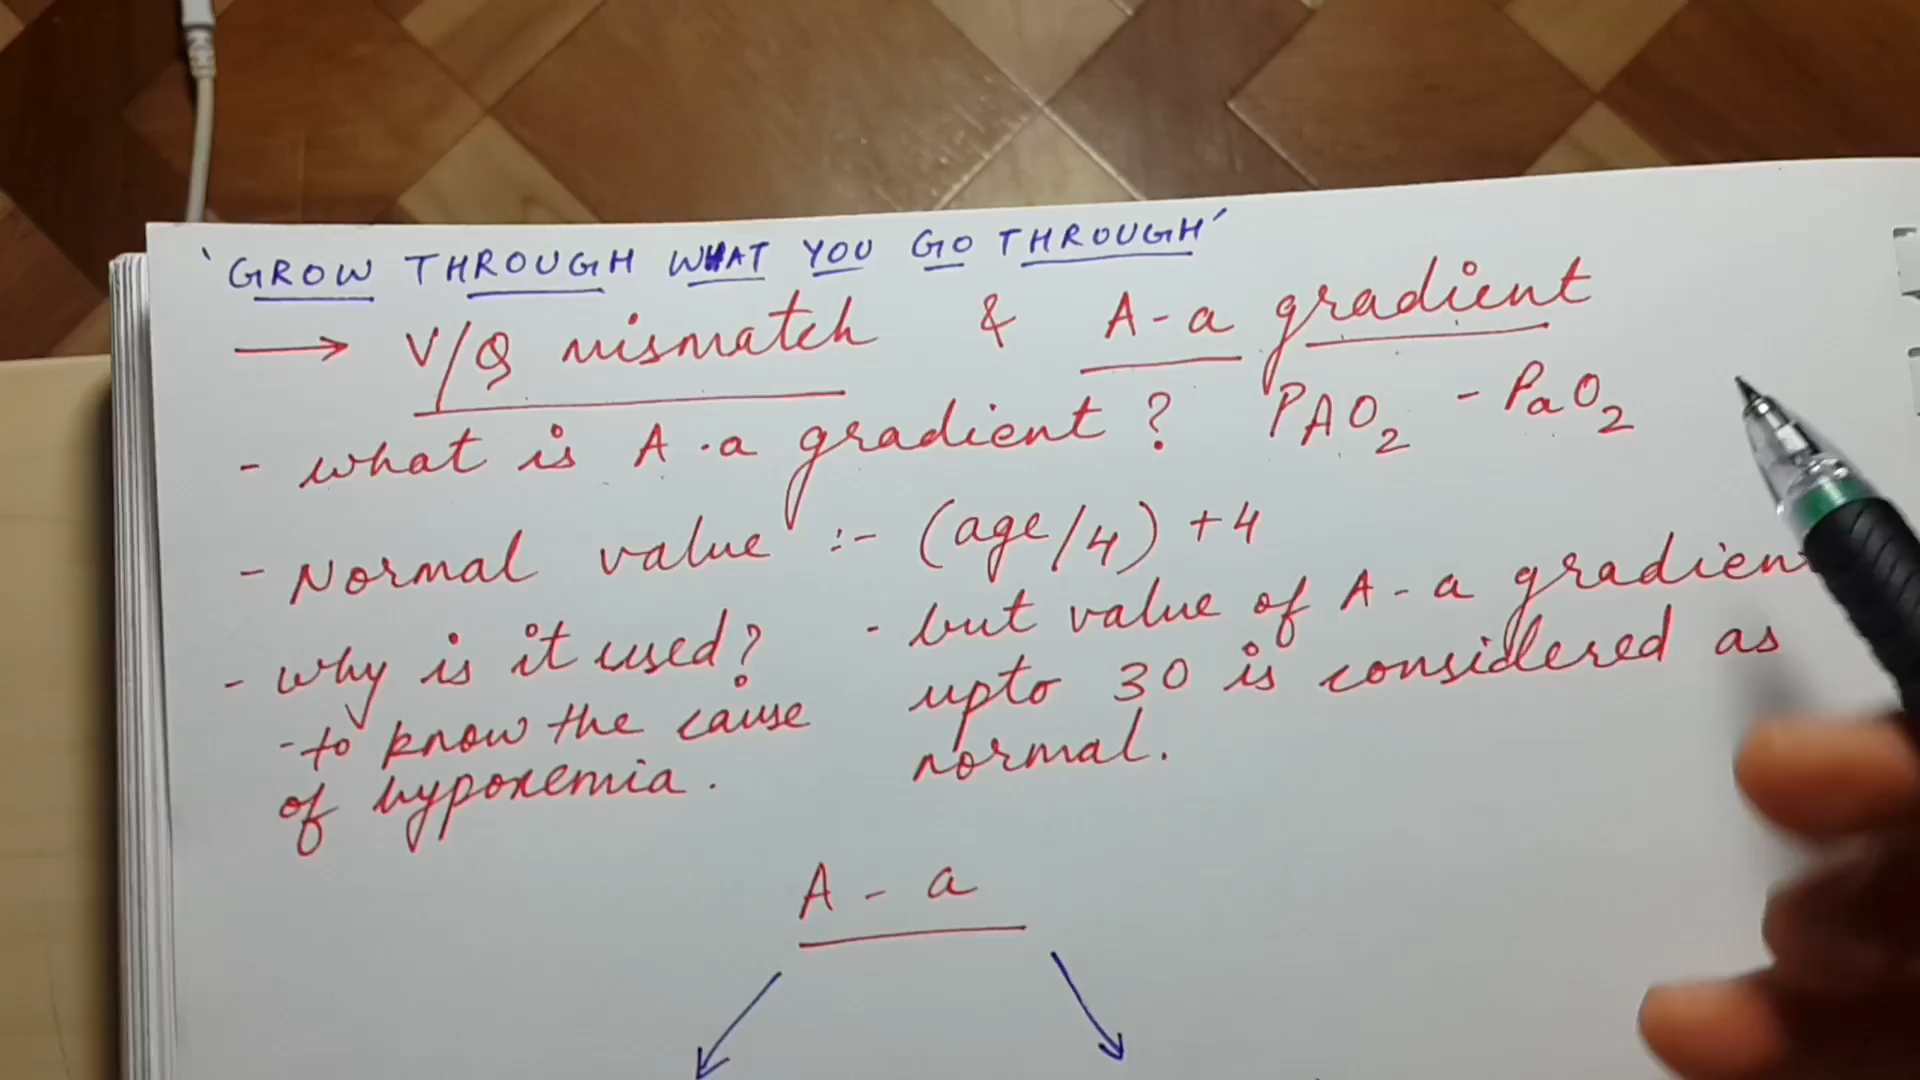 'GROW THROUGH WHAT YOU GO THROUGH'
→ V/Q mismatch & A-a gradient
- what is A-a gradient? PAO2 - PaO2
- Normal value :- (age/4) +4
- why is it used?
- to know the cause
of hypoxemia.
- but value of A-a gradient
upto 30 is considered as
normal.
A - a